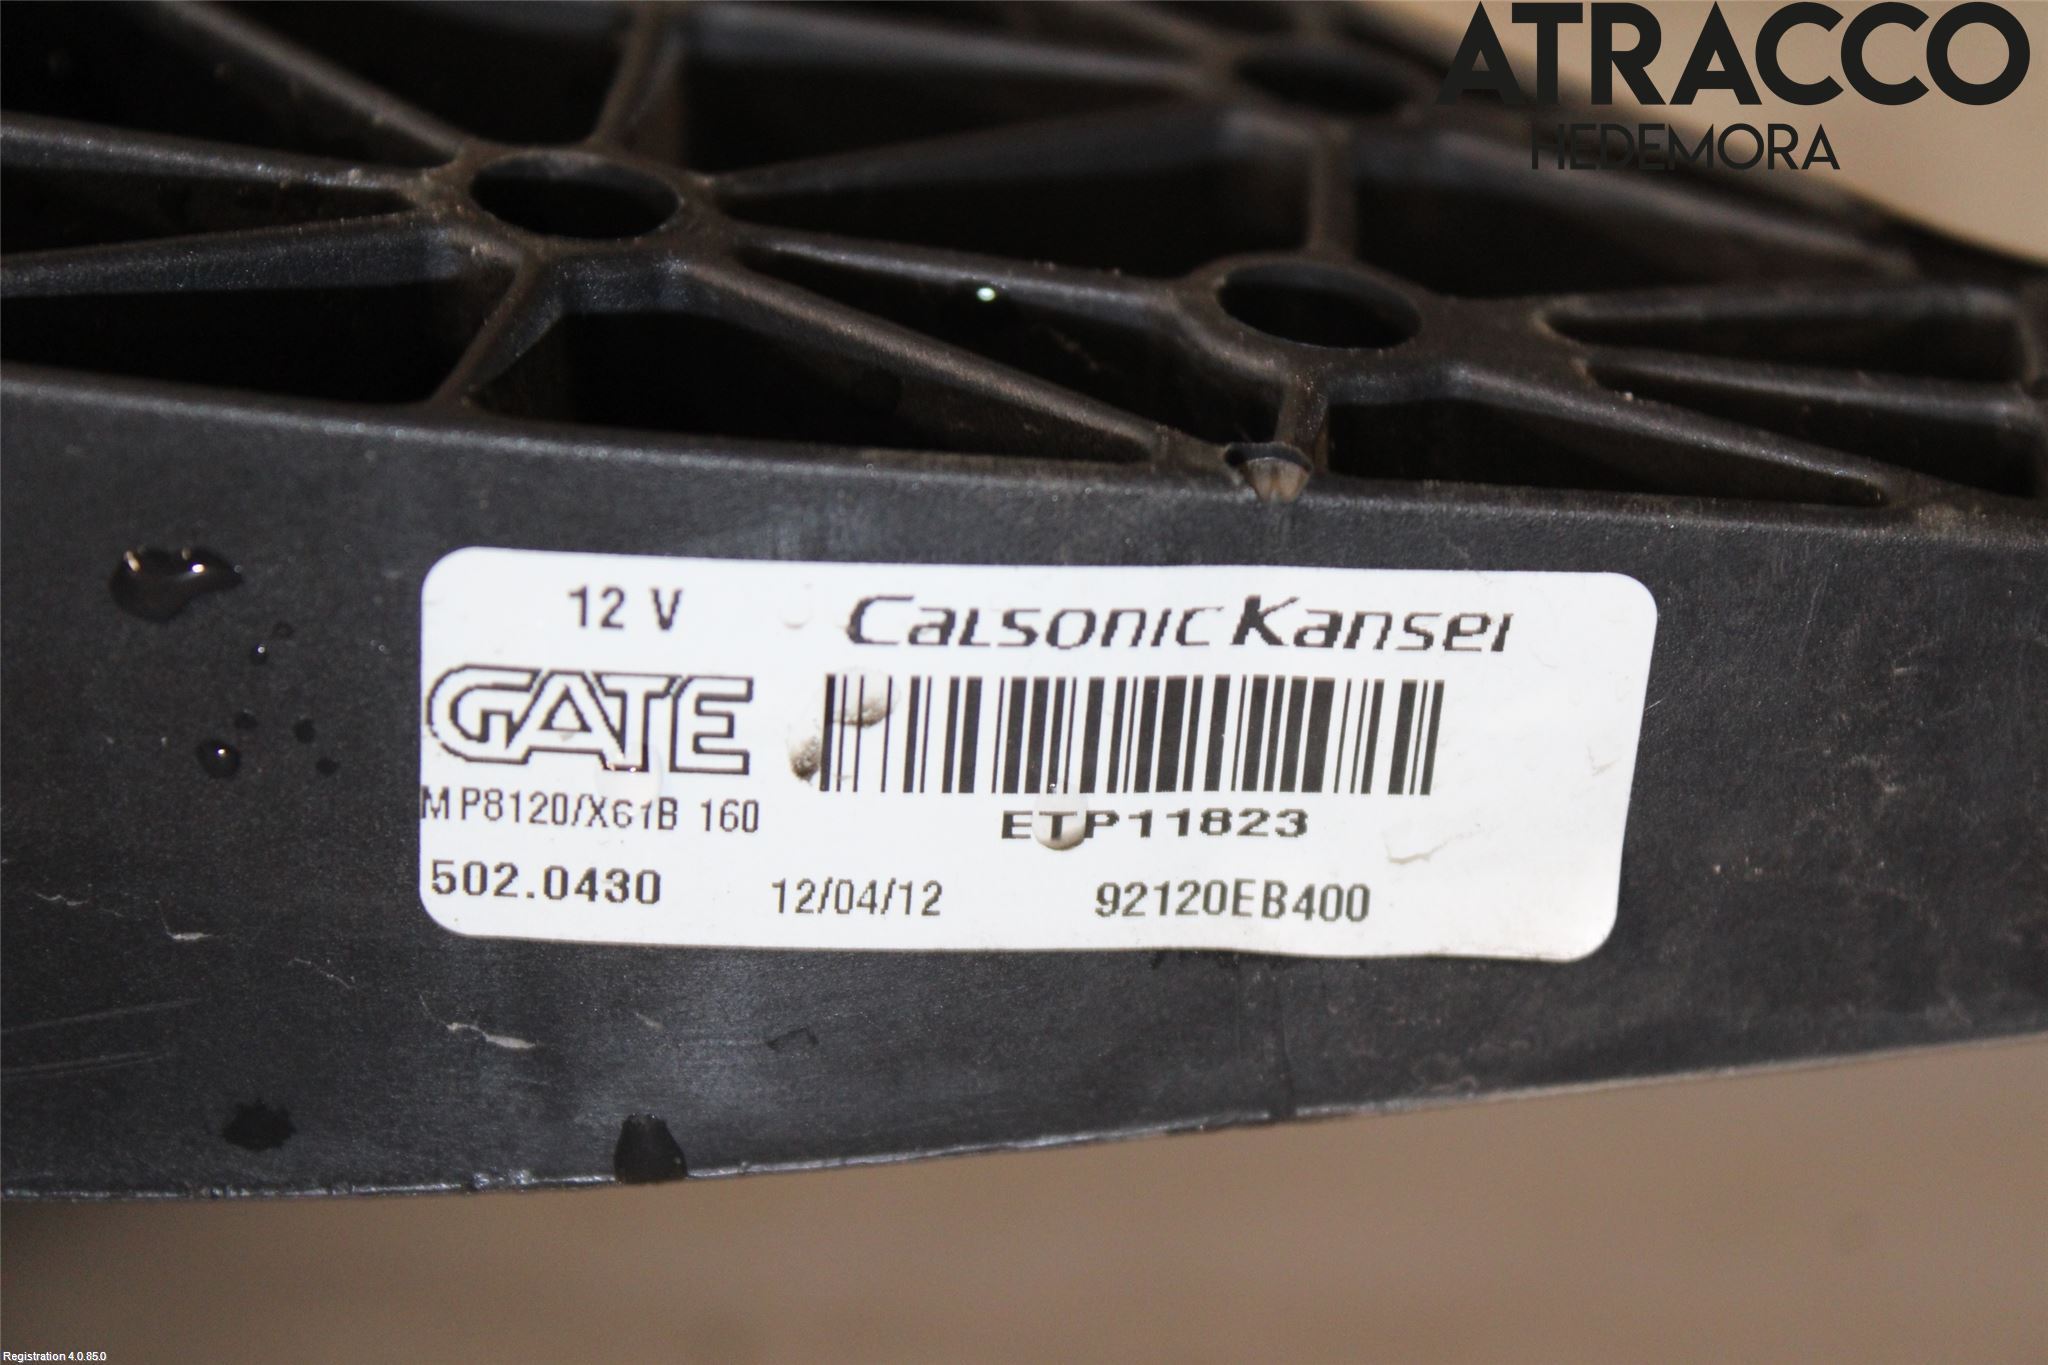 ATRACCO
HEDEMORA
12 V
CalsonicKansei
GATE
MP8120/X61B 160
ETP11823
502.0430
12/04/12
92120EB400
Registration 4.0.85.0